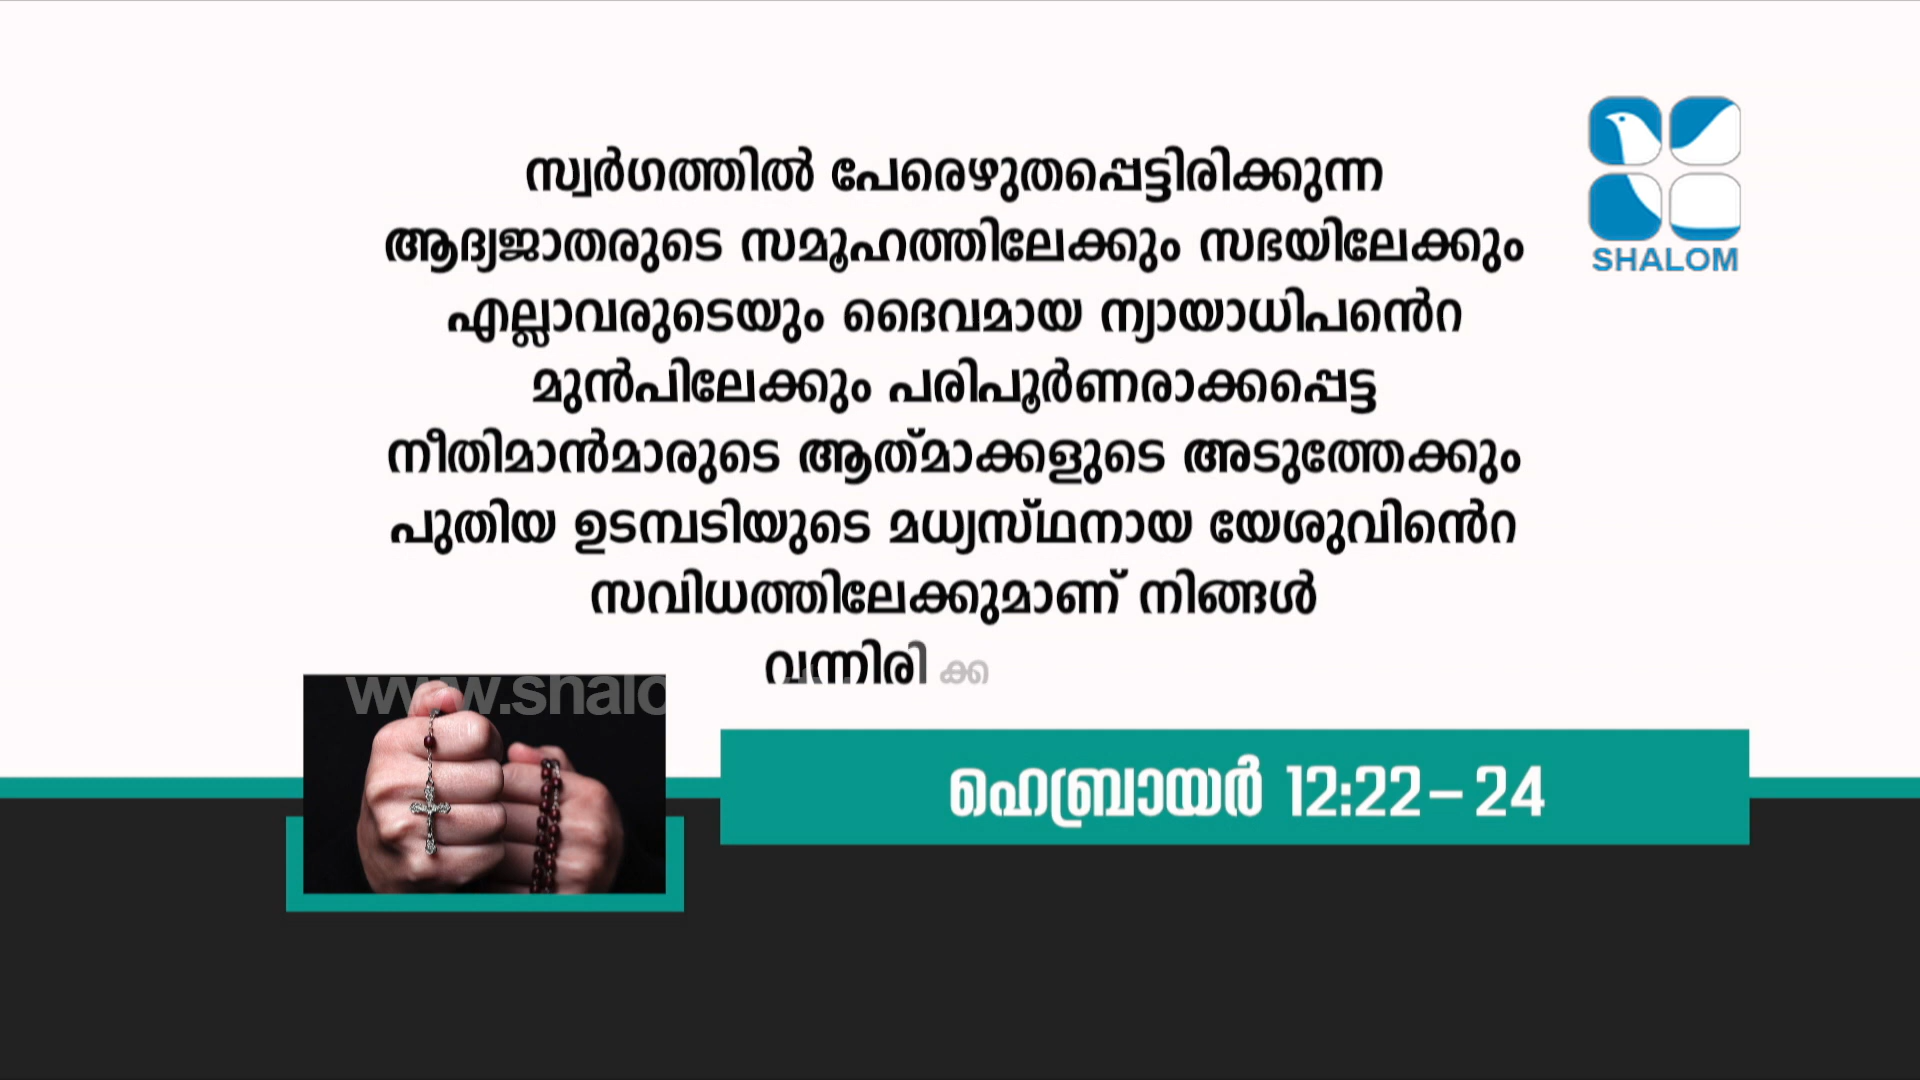 സ്വർഗത്തിൽ പേരെഴുതപ്പെട്ടിരിക്കുന്ന
ആദ്യജാതരുടെ സമൂഹത്തിലേക്കും സഭയിലേക്കും
എല്ലാവരുടെയും ദൈവമായ ന്യായാധിപൻെറ
മുൻപിലേക്കും പരിപൂർണരാക്കപ്പെട്ട
നീതിമാൻമാരുടെ ആത്‌മാക്കളുടെ അടുത്തേക്കും
പുതിയ ഉടമ്പടിയുടെ മധ്യസ്‌ഥനായ യേശുവിൻെറ
സവിധത്തിലേക്കുമാണ് നിങ്ങൾ
വന്നിരിക്ക
SHALOM
ഹെബ്രായർ 12:22-24